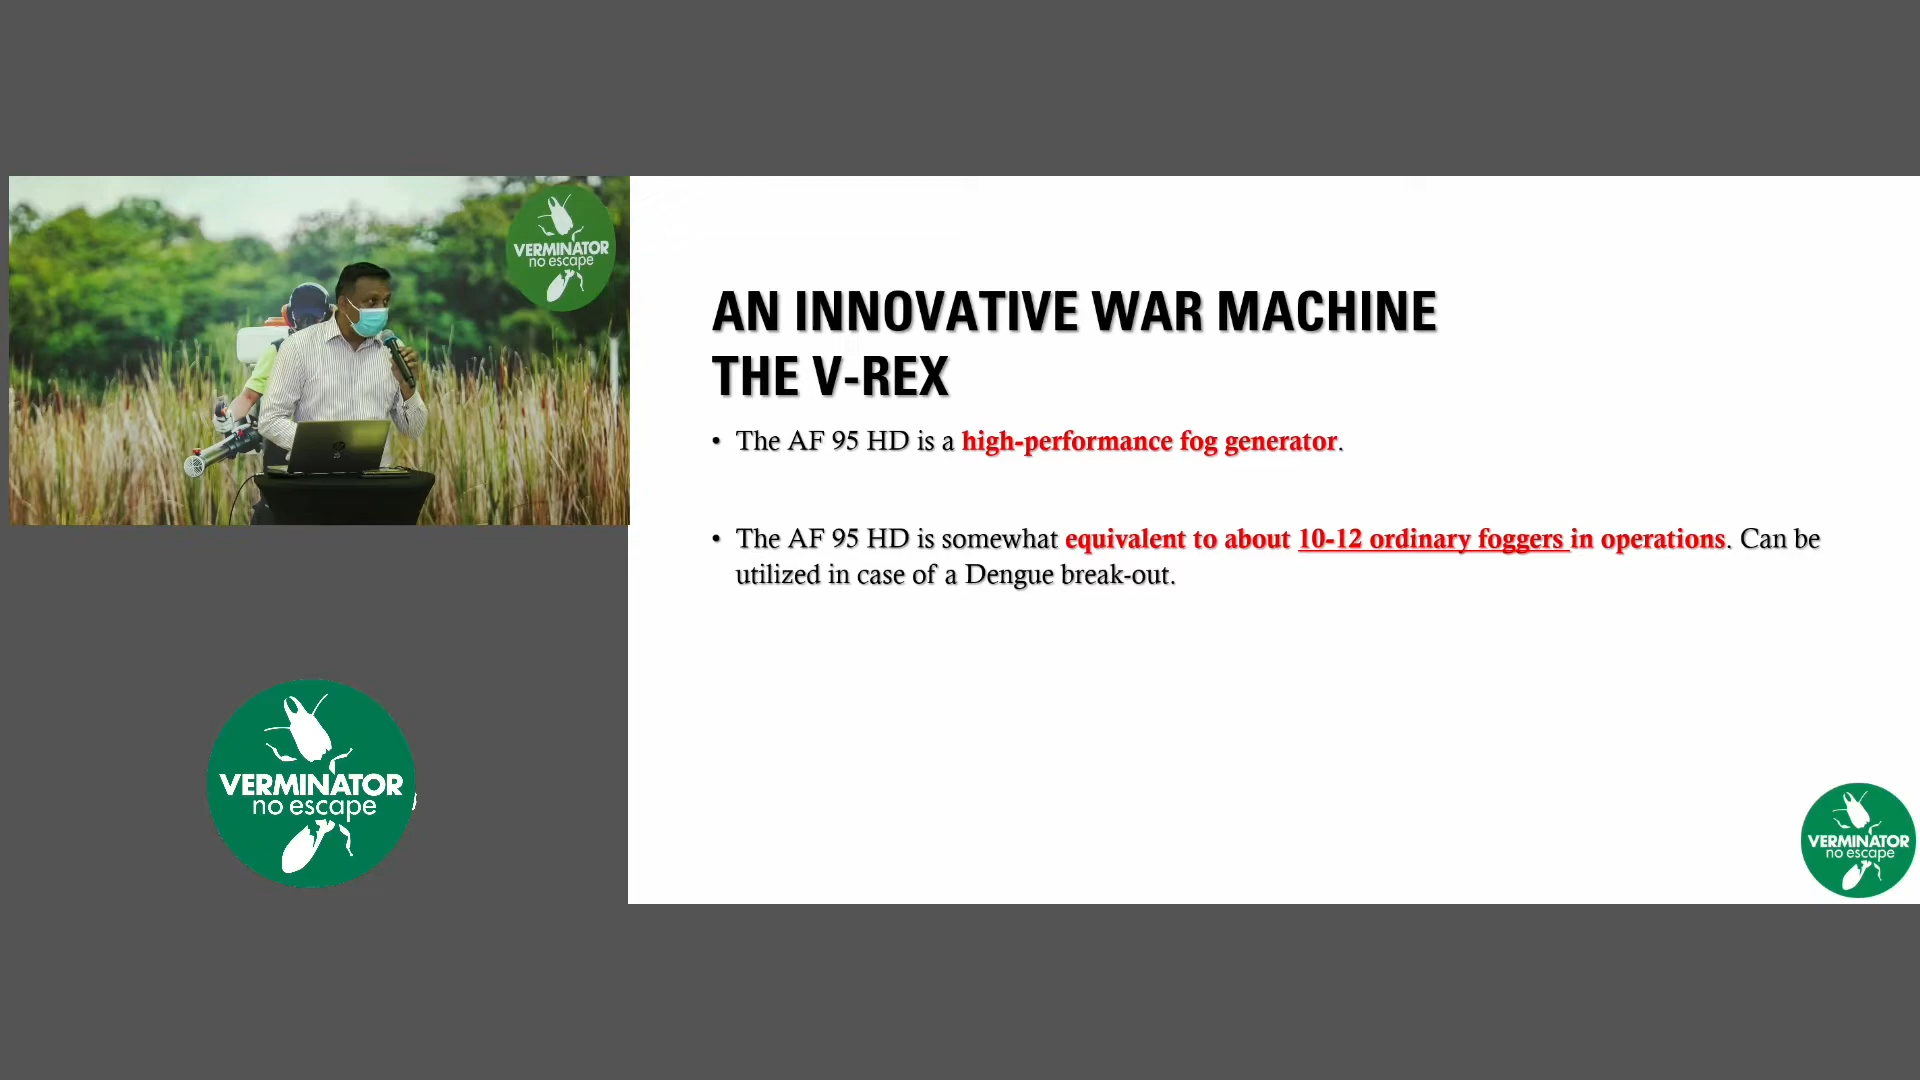 VERMINATOR
no escape
AN INNOVATIVE WAR MACHINE
THE V-REX
• The AF 95 HD is a high-performance fog generator.
• The AF 95 HD is somewhat equivalent to about 10-12 ordinary foggers in operations. Can be
utilized in case of a Dengue break-out.
VERMINATOR
no escape
VERMINATOR
no escape